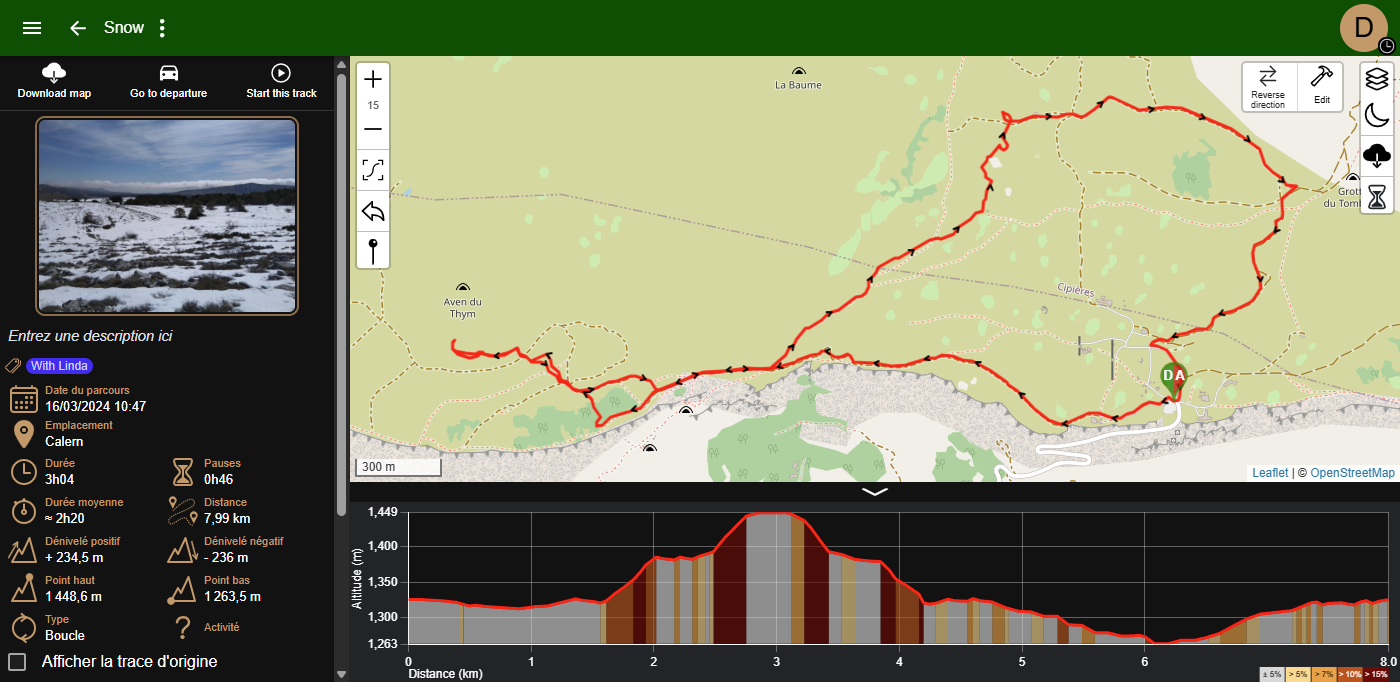 Snow
D
Download map
Go to departure
Start this track
Entrez une description ici
With Linda
Date du parcours
16/03/2024 10:47
Emplacement
Calern
Durée
3h04
Pauses
0h46
Durée moyenne
≈ 2h20
Distance
7,99 km
Dénivelé positif
+ 234,5 m
Dénivelé négatif
- 236 m
Point haut
1 448,6 m
Point bas
1 263,5 m
Type
Boucle
Activité
Afficher la trace d'origine
15
La Baume
Reverse
direction
Edit
Grott
du Tomb
Aven du
Thym
Cipières
D A
300 m
Leaflet | © OpenStreetMap
Altitude (m)
1,449
1,400
1,350
1,300
1,263
0
1
2
3
4
5
6
8.0
Distance (km)
± 5%
> 5%
> 7%
> 10%
> 15%